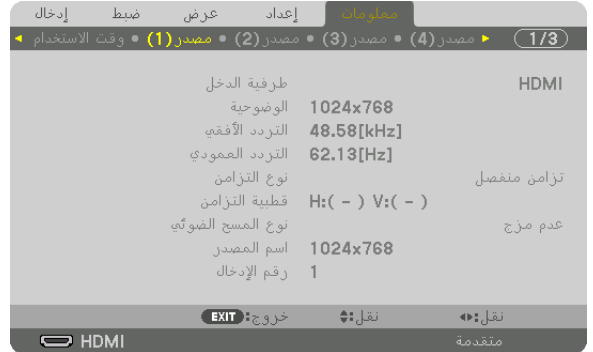 إدخال ضبط عرض إعداد معلومات
◄ وقت الاستخدام • مصدر(1) • مصدر(2) • مصدر(3) • مصدر(4) ► 1/3
طرفية الدخل HDMI
الوضوحية 1024x768
التردد الأفقي 48.58[kHz]
التردد العمودي 62.13[Hz]
نوع التزامن تزامن منفصل
قطبية التزامن H:( – ) V:( – )
نوع المسح الضوئي عدم مزج
اسم المصدر 1024x768
رقم الإدخال 1
EXIT خروج: نقل: نقل:
HDMI متقدمة